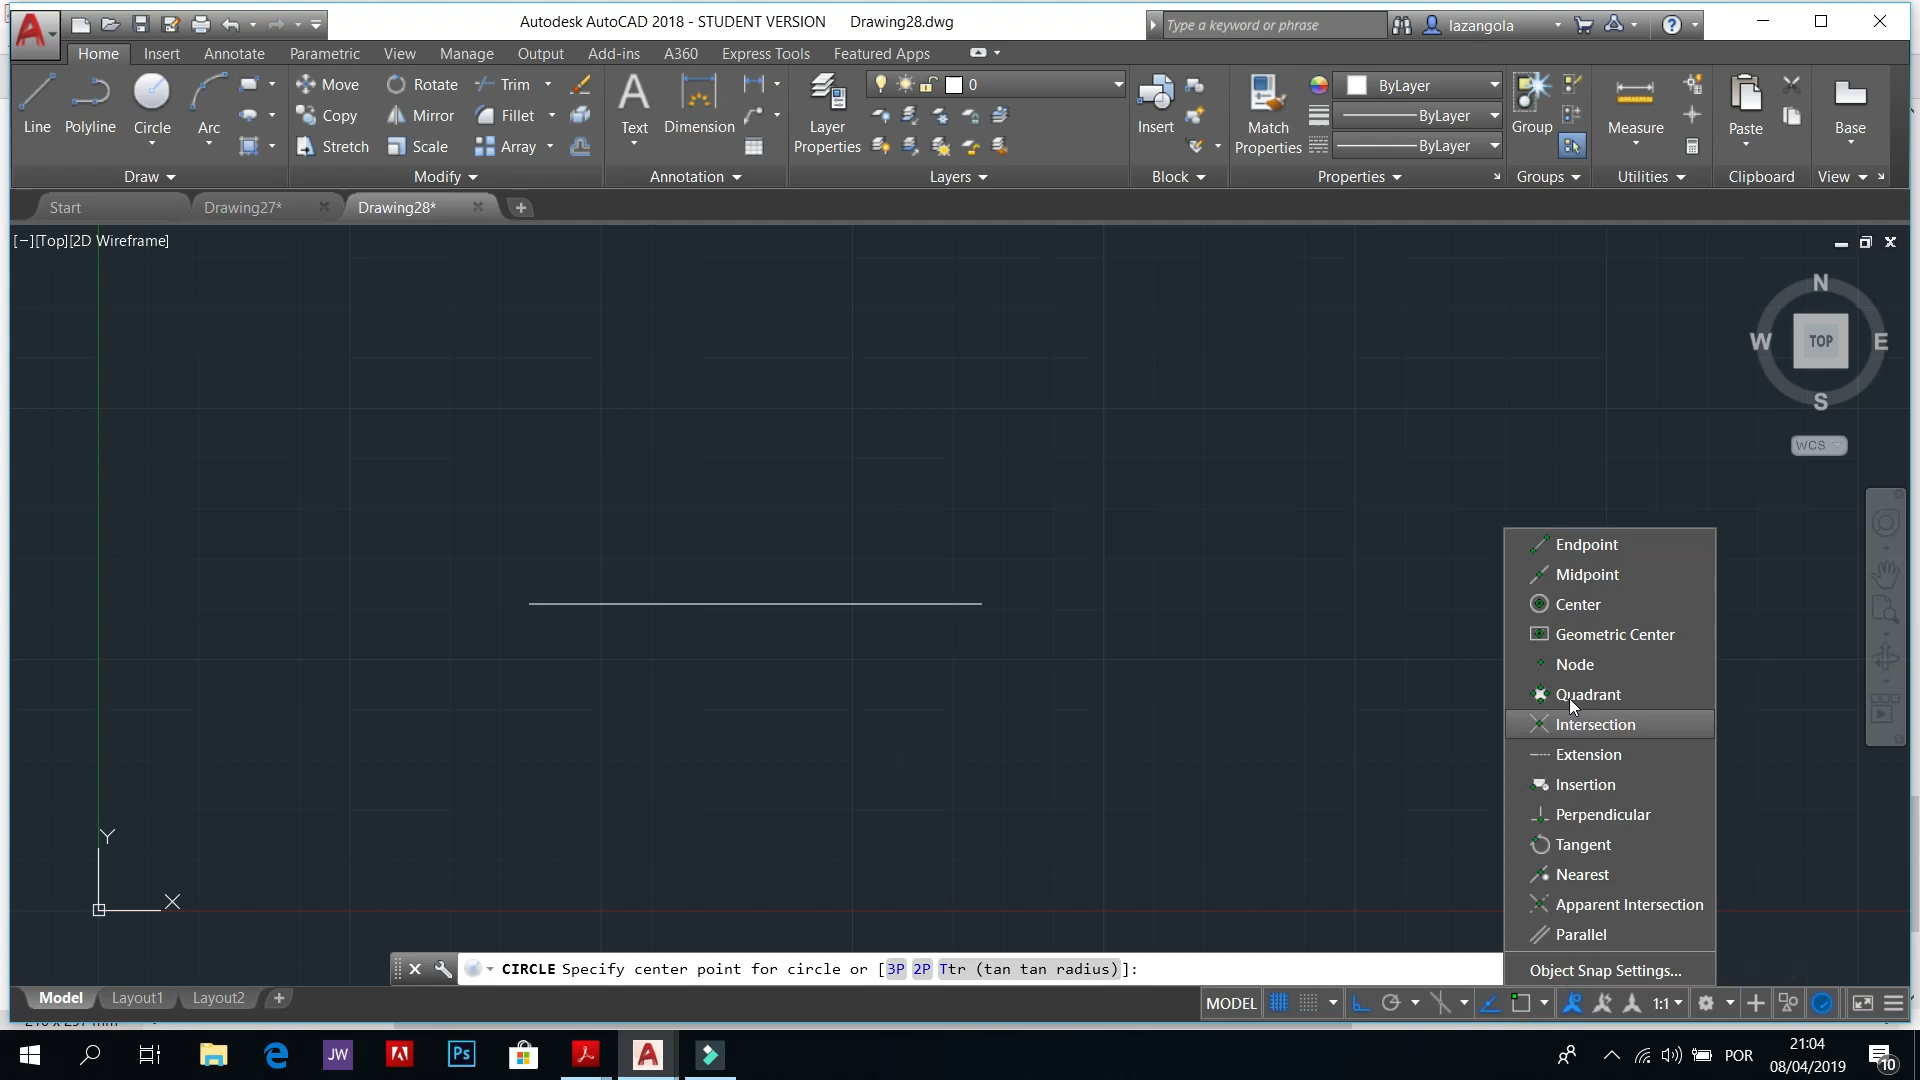 Autodesk AutoCAD 2018 - STUDENT VERSION Drawing28.dwg
Type a keyword or phrase
lazangola
Home Insert Annotate Parametric View Manage Output Add-ins A360 Express Tools Featured Apps
Line Polyline Circle Arc
Move Rotate Trim
Copy Mirror Fillet
Stretch Scale Array
Text Dimension
Layer Properties
0
Insert
Match Properties
ByLayer
ByLayer
ByLayer
Group
Measure
Paste
Base
Draw Modify Annotation Layers Block Properties Groups Utilities Clipboard View
Start Drawing27* Drawing28*
[−][Top][2D Wireframe]
N
W TOP E
S
WCS
Endpoint
Midpoint
Center
Geometric Center
Node
Quadrant
Intersection
Extension
Insertion
Perpendicular
Tangent
Nearest
Apparent Intersection
Parallel
Object Snap Settings...
Y
X
CIRCLE Specify center point for circle or [3P 2P Ttr (tan tan radius)]:
Model Layout1 Layout2
MODEL 1:1
JW Ps
POR
21:04
08/04/2019
10